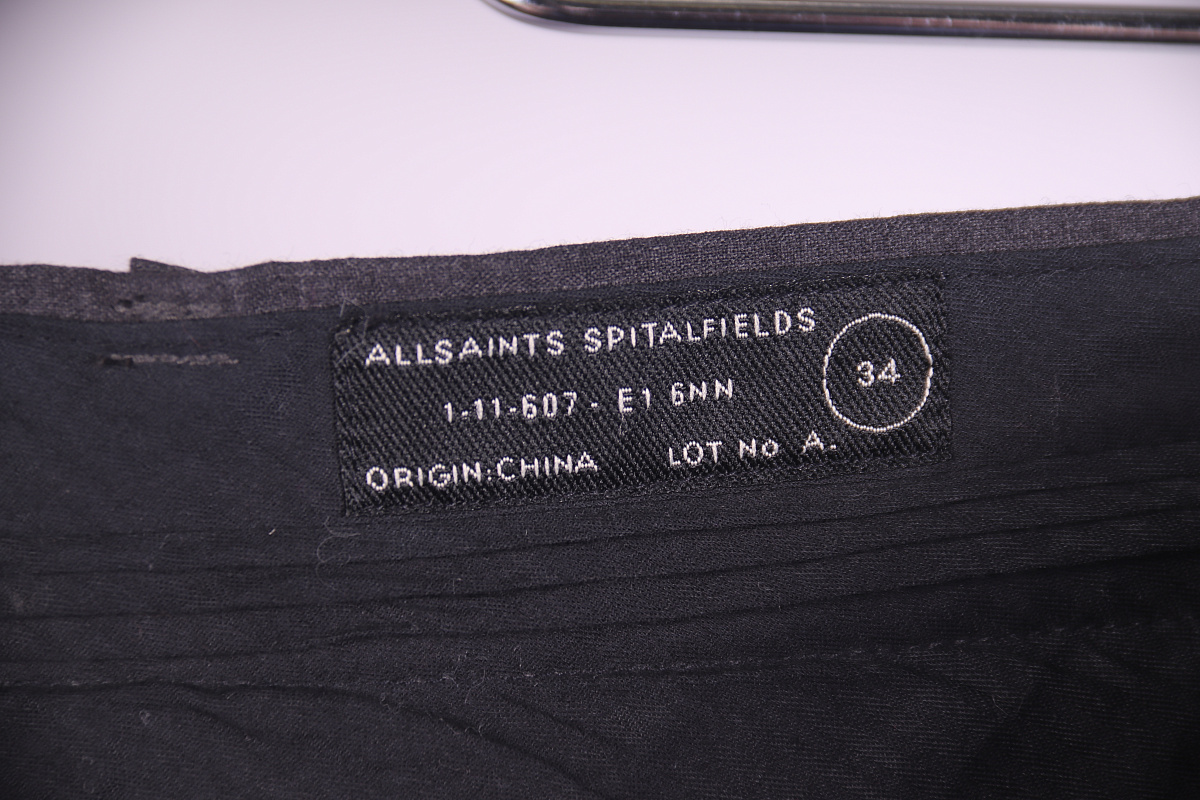 ALLSAINTS SPITALFIELDS
34
1-11-607 - E1 6NN
ORIGIN:CHINA LOT No A.